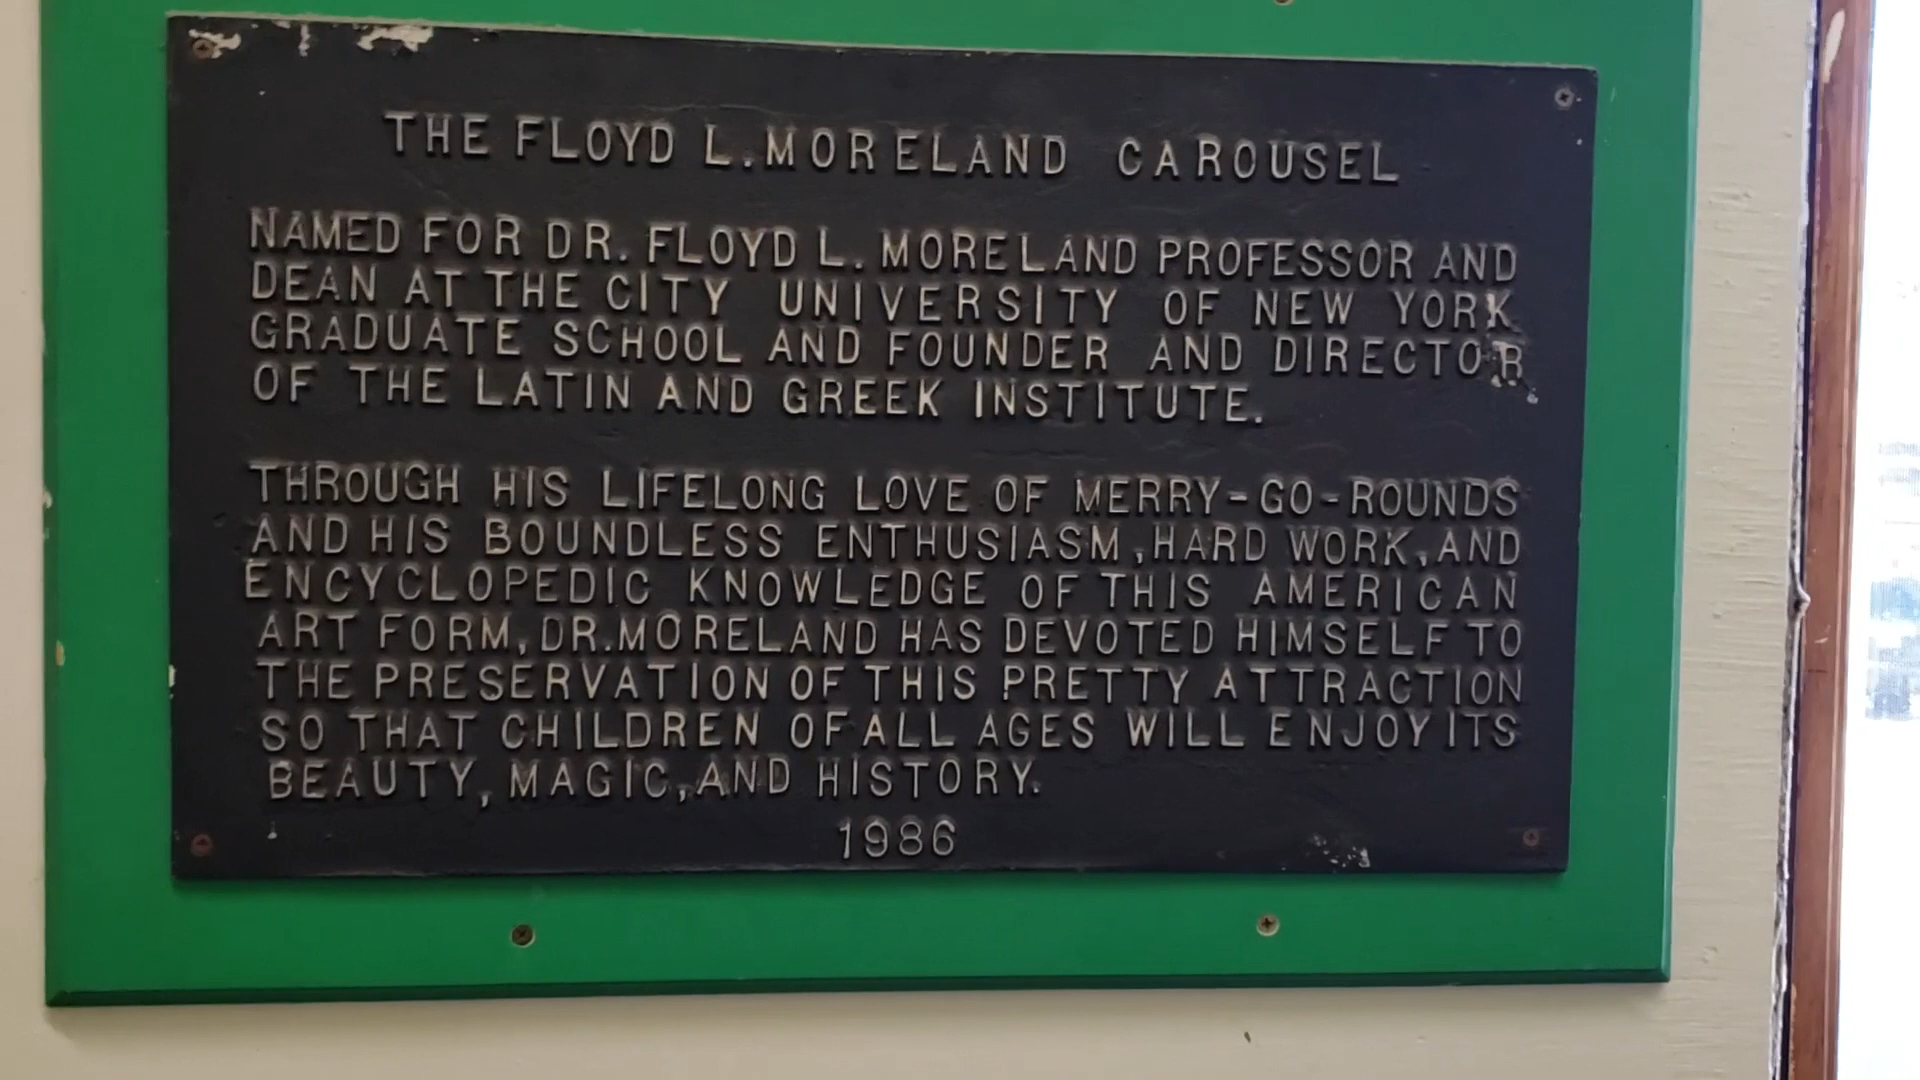 THE FLOYD L. MORELAND CAROUSEL
NAMED FOR DR. FLOYD L. MORELAND PROFESSOR AND
DEAN AT THE CITY UNIVERSITY OF NEW YORK
GRADUATE SCHOOL AND FOUNDER AND DIRECTOR
OF THE LATIN AND GREEK INSTITUTE.
THROUGH HIS LIFELONG LOVE OF MERRY-GO-ROUNDS
AND HIS BOUNDLESS ENTHUSIASM, HARD WORK, AND
ENCYCLOPEDIC KNOWLEDGE OF THIS AMERICAN
ART FORM, DR. MORELAND HAS DEVOTED HIMSELF TO
THE PRESERVATION OF THIS PRETTY ATTRACTION
SO THAT CHILDREN OF ALL AGES WILL ENJOY ITS
BEAUTY, MAGIC, AND HISTORY.
1986